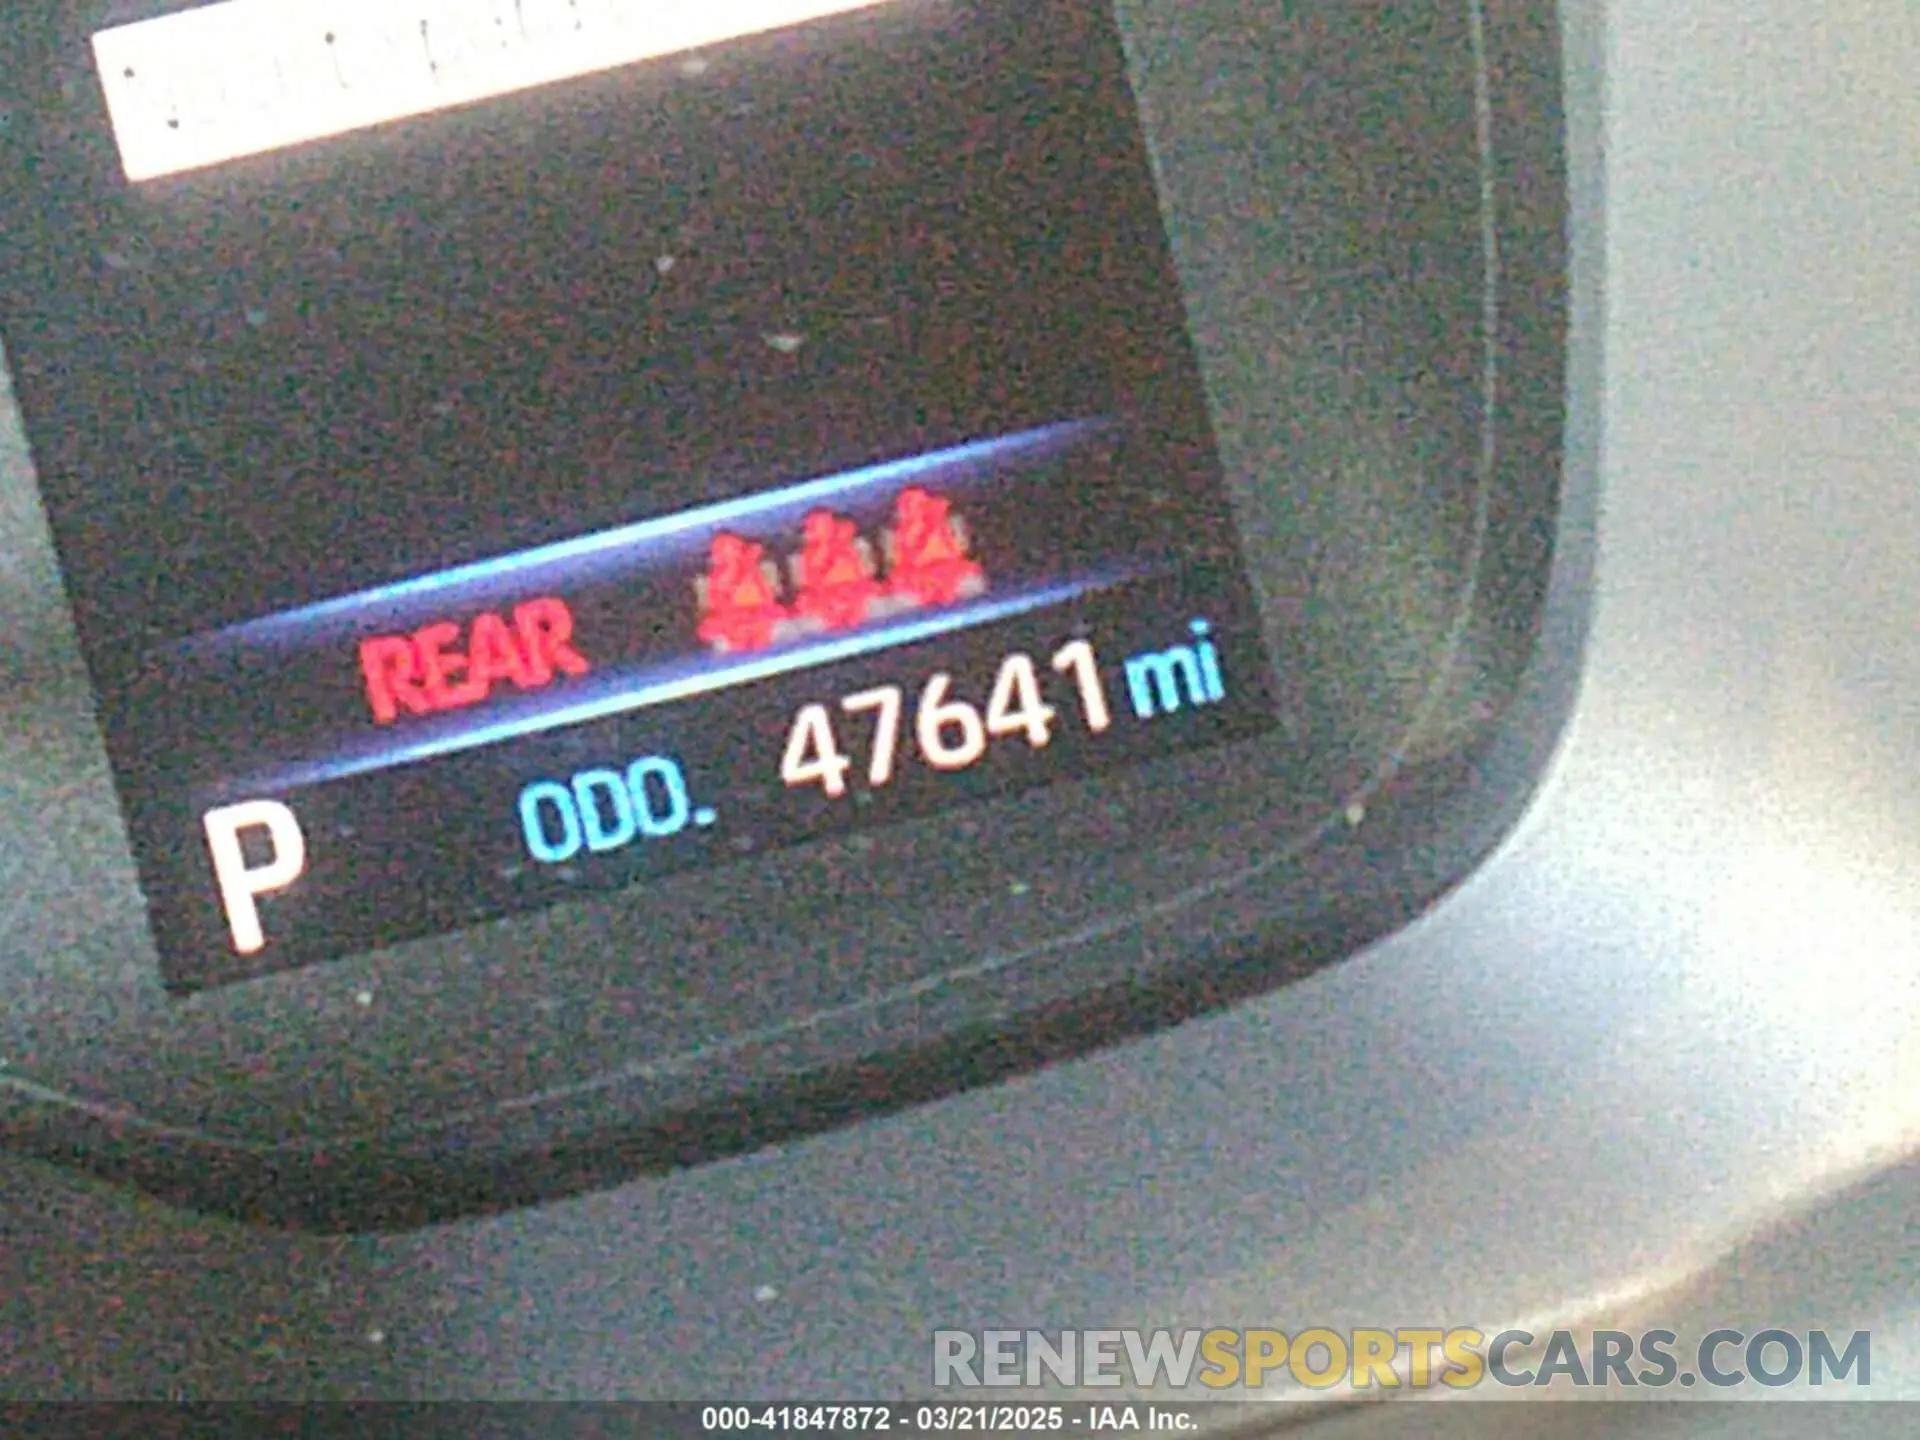 REAR
P ODO. 47641 mi
RENEWSPORTSCARS.COM
000-41847872 - 03/21/2025 - IAA Inc.